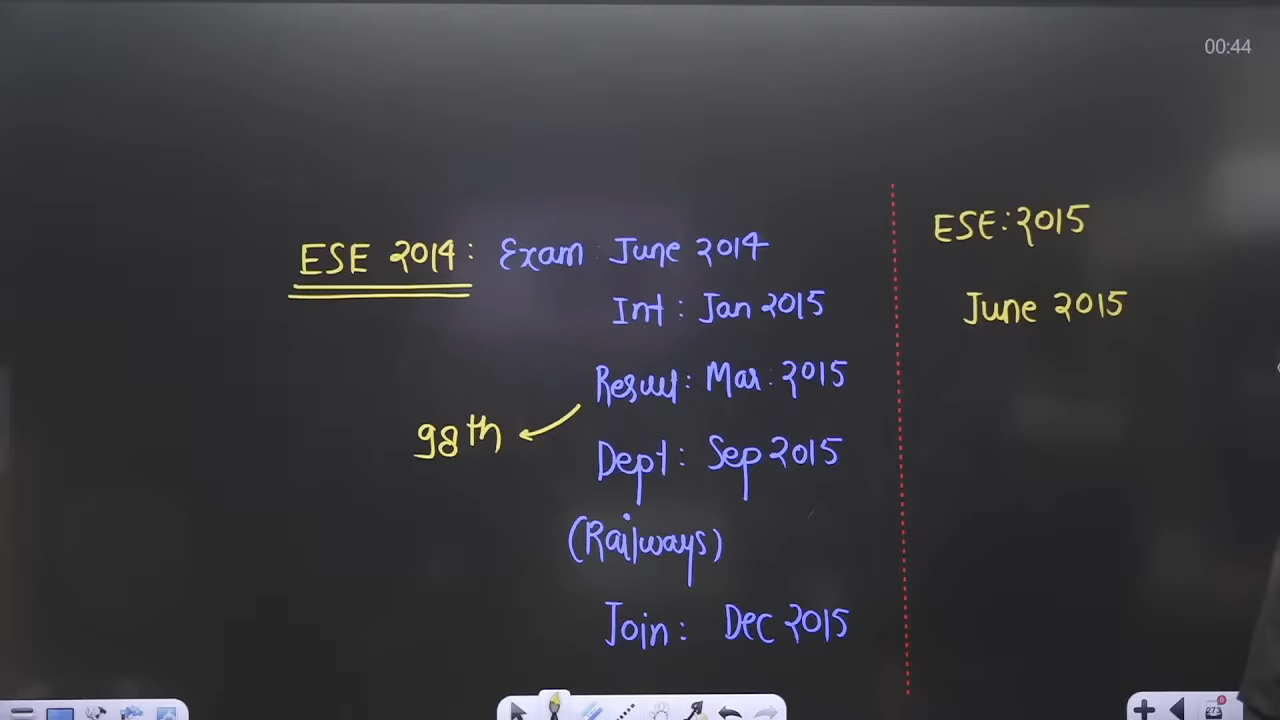 00:44
ESE 2014: Exam: June 2014
Int: Jan 2015
Result: Mar. 2015
98th
Dept: Sep 2015
(Railways)
Join: Dec 2015
ESE: 2015
June 2015
273